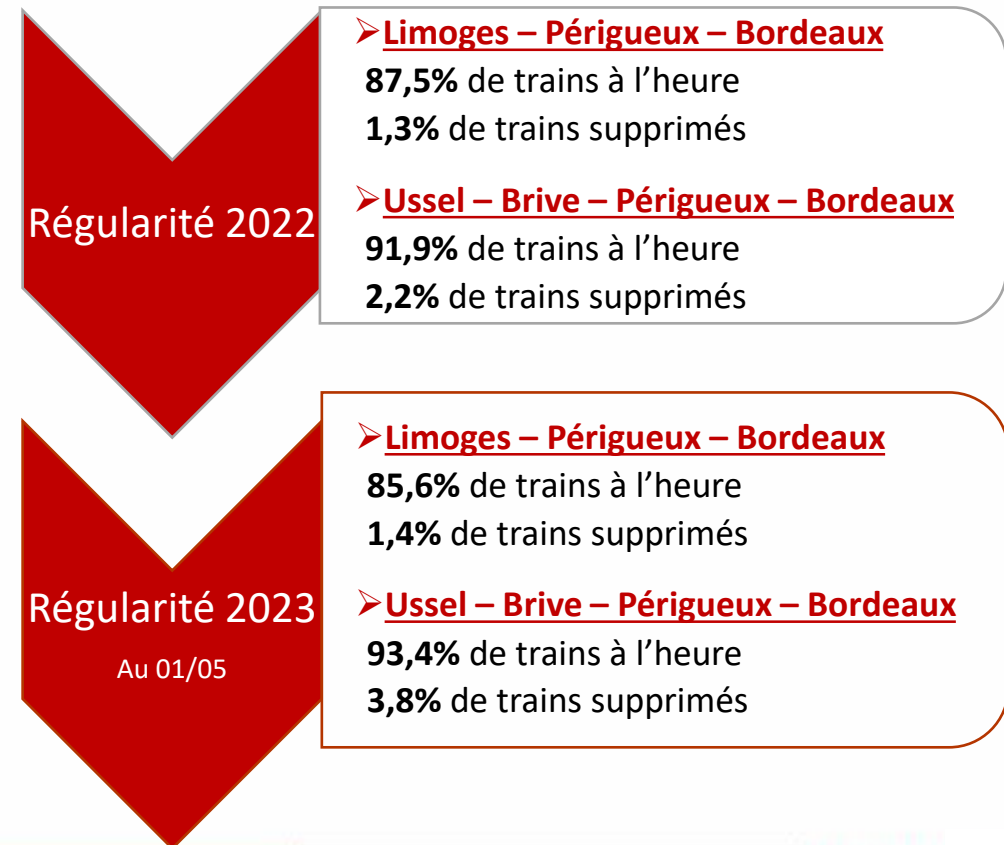 Régularité 2022
➢Limoges – Périgueux – Bordeaux
87,5% de trains à l’heure
1,3% de trains supprimés
➢Ussel – Brive – Périgueux – Bordeaux
91,9% de trains à l’heure
2,2% de trains supprimés
Régularité 2023
Au 01/05
➢Limoges – Périgueux – Bordeaux
85,6% de trains à l’heure
1,4% de trains supprimés
➢Ussel – Brive – Périgueux – Bordeaux
93,4% de trains à l’heure
3,8% de trains supprimés